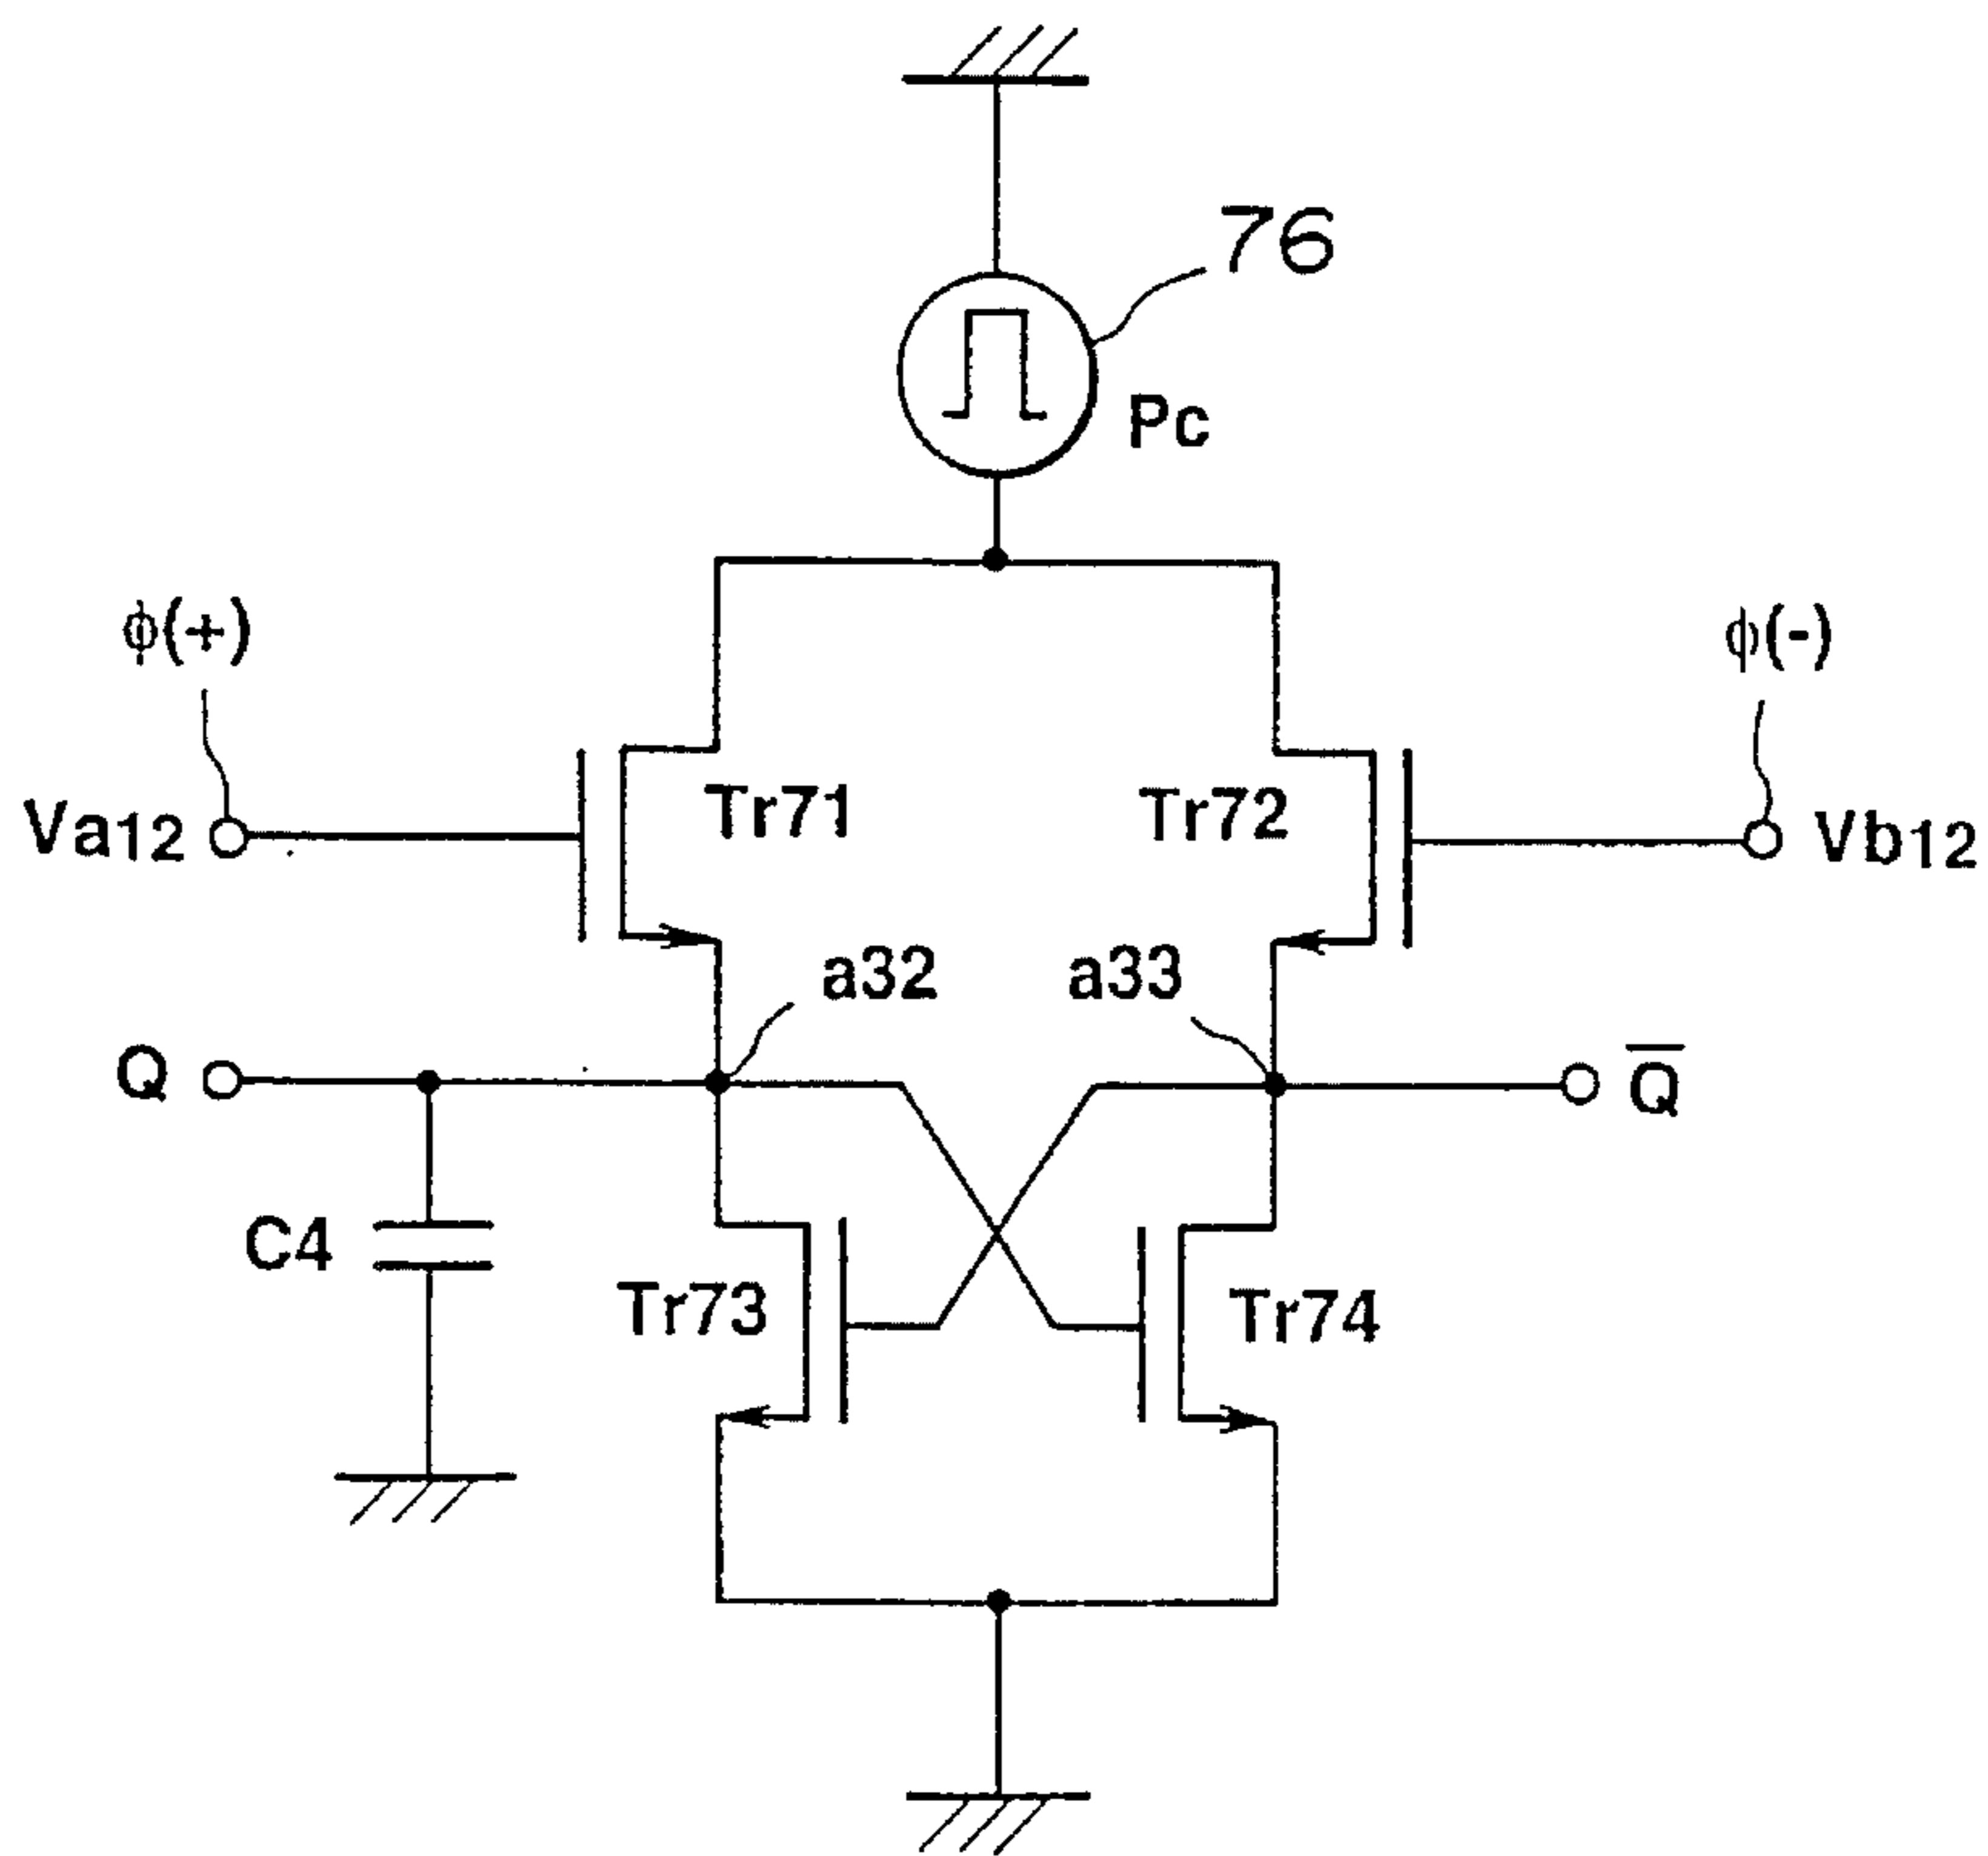 76
Pc
ϕ(+)
ϕ(-)
Tr71
Tr72
Va12
Vb12
a32
a33
Q
Q̅
C4
Tr73
Tr74